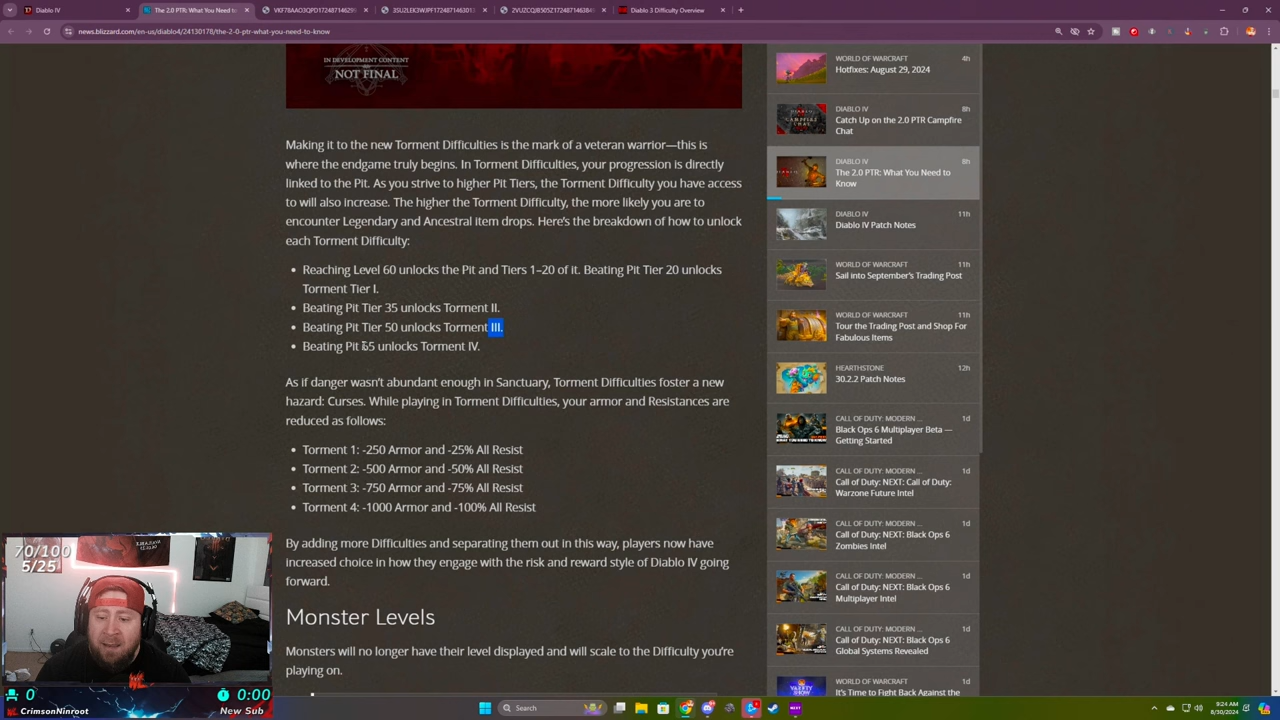 Diablo IV
The 2.0 PTR: What You Need to
VKF78AAO3QPD1724871462
3SU2LEK3WJPF1724871463013
2VUZCQJB505Z172487146384
Diablo 3 Difficulty Overview
news.blizzard.com/en-us/diablo4/24130178/the-2-0-ptr-what-you-need-to-know
IN DEVELOPMENT CONTENT
NOT FINAL
Making it to the new Torment Difficulties is the mark of a veteran warrior—this is
where the endgame truly begins. In Torment Difficulties, your progression is directly
linked to the Pit. As you strive to higher Pit Tiers, the Torment Difficulty you have access
to will also increase. The higher the Torment Difficulty, the more likely you are to
encounter Legendary and Ancestral item drops. Here's the breakdown of how to unlock
each Torment Difficulty:
• Reaching Level 60 unlocks the Pit and Tiers 1–20 of it. Beating Pit Tier 20 unlocks
Torment Tier I.
• Beating Pit Tier 35 unlocks Torment II.
• Beating Pit Tier 50 unlocks Torment III.
• Beating Pit 65 unlocks Torment IV.
As if danger wasn't abundant enough in Sanctuary, Torment Difficulties foster a new
hazard: Curses. While playing in Torment Difficulties, your armor and Resistances are
reduced as follows:
• Torment 1: -250 Armor and -25% All Resist
• Torment 2: -500 Armor and -50% All Resist
• Torment 3: -750 Armor and -75% All Resist
• Torment 4: -1000 Armor and -100% All Resist
By adding more Difficulties and separating them out in this way, players now have
increased choice in how they engage with the risk and reward style of Diablo IV going
forward.
Monster Levels
Monsters will no longer have their level displayed and will scale to the Difficulty you're
playing on.
WORLD OF WARCRAFT 4h
Hotfixes: August 29, 2024
DIABLO IV 8h
Catch Up on the 2.0 PTR Campfire
Chat
DIABLO IV 8h
The 2.0 PTR: What You Need to
Know
DIABLO IV 11h
Diablo IV Patch Notes
WORLD OF WARCRAFT 11h
Sail into September's Trading Post
WORLD OF WARCRAFT 11h
Tour the Trading Post and Shop For
Fabulous Items
HEARTHSTONE 12h
30.2.2 Patch Notes
CALL OF DUTY: MODERN ... 1d
Black Ops 6 Multiplayer Beta —
Getting Started
CALL OF DUTY: MODERN ... 1d
Call of Duty: NEXT: Call of Duty:
Warzone Future Intel
CALL OF DUTY: MODERN ... 1d
Call of Duty: NEXT: Black Ops 6
Zombies Intel
CALL OF DUTY: MODERN ... 1d
Call of Duty: NEXT: Black Ops 6
Multiplayer Intel
CALL OF DUTY: MODERN ... 1d
Call of Duty: NEXT: Black Ops 6
Global Systems Revealed
WORLD OF WARCRAFT 1d
It's Time to Fight Back Against the
70/100
5/25
0
0:00
CrimsonNinroot
New Sub
Search
9:24 AM
8/30/2024